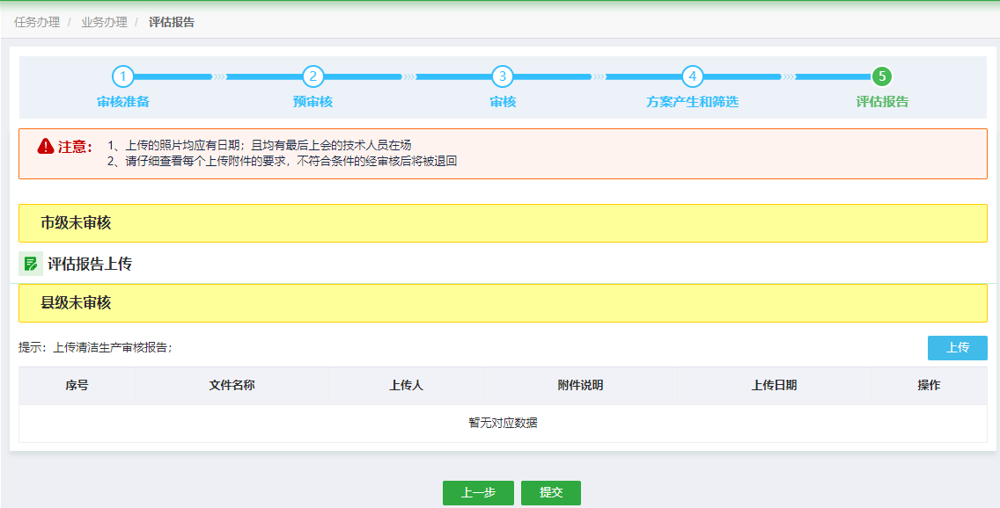 任务办理 / 业务办理 / 评估报告
1 2 3 4 5
审核准备 预审核 审核 方案产生和筛选 评估报告
注意： 1、上传的照片均应有日期；且均有最后上会的技术人员在场
2、请仔细查看每个上传附件的要求，不符合条件的经审核后将被退回
市级未审核
评估报告上传
县级未审核
提示：上传清洁生产审核报告； 上传
序号 文件名称 上传人 附件说明 上传日期 操作
暂无对应数据
上一步 提交